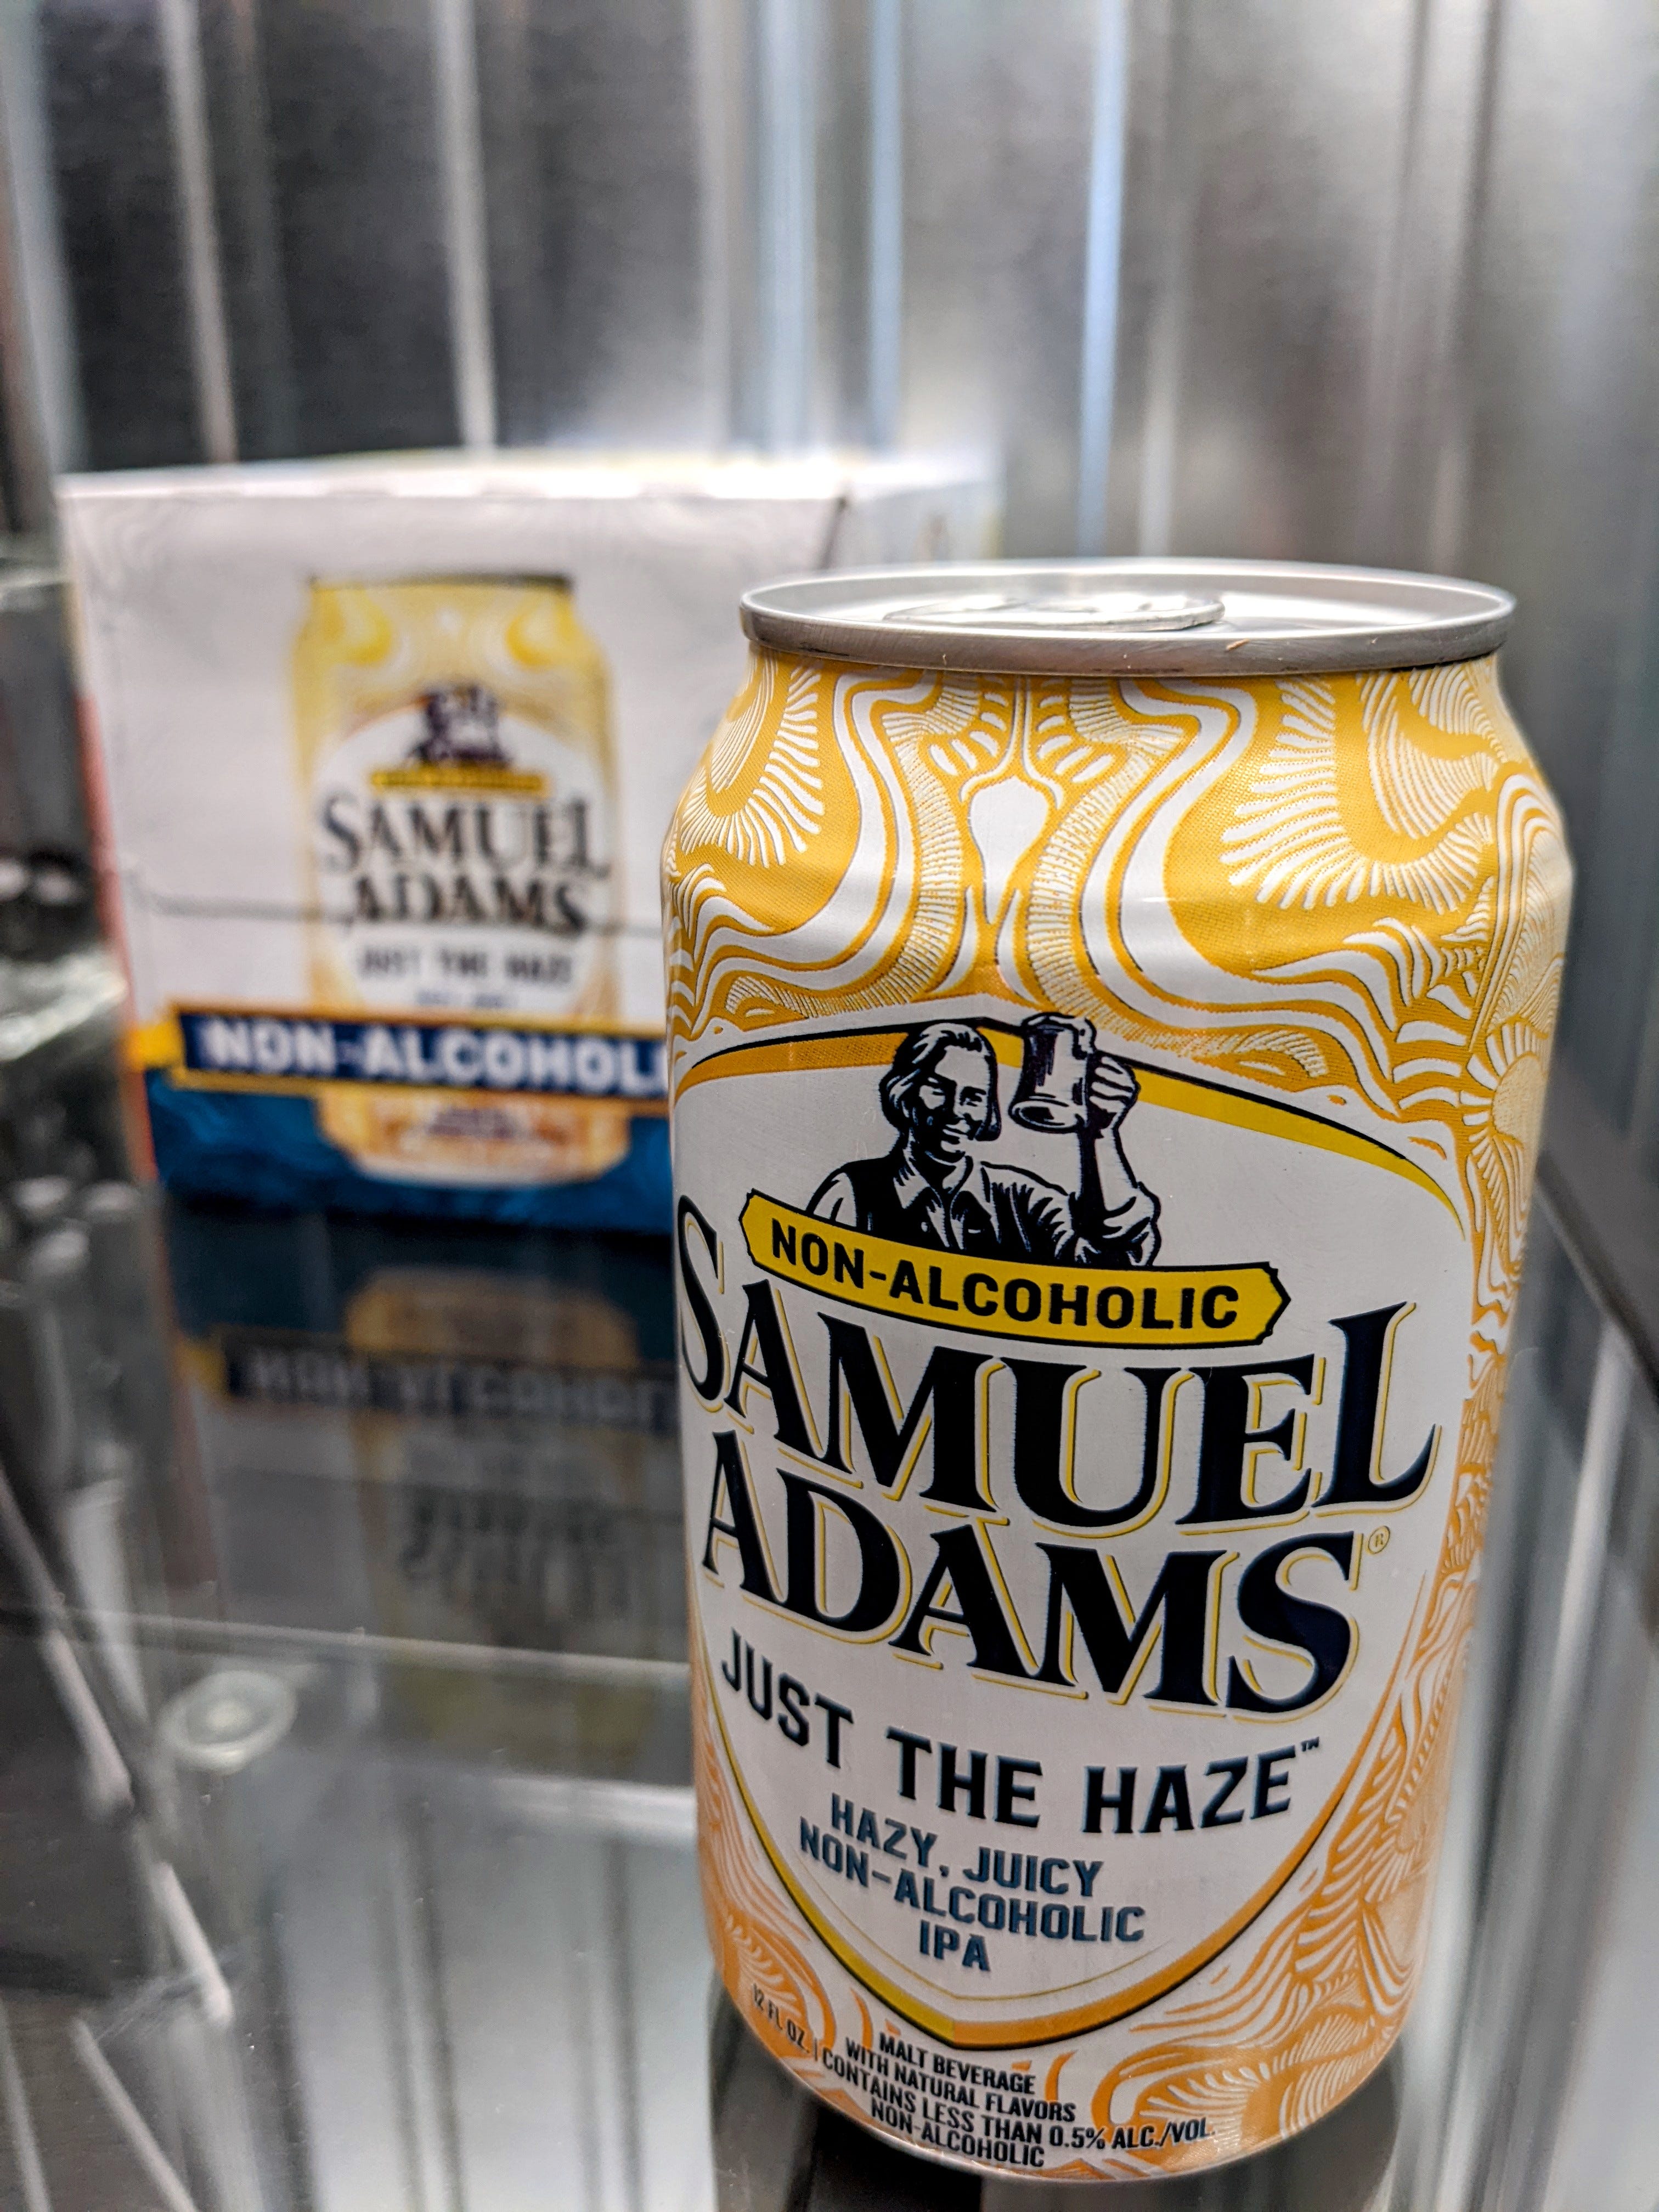 SAMUEL
ADAMS
JUST THE HAZE
NON-ALCOHOLI
NON-ALCOHOLIC
SAMUEL
ADAMS®
JUST THE HAZE™
HAZY, JUICY
NON-ALCOHOLIC
IPA
12 FL. OZ. |
MALT BEVERAGE
WITH NATURAL FLAVORS
CONTAINS LESS THAN 0.5% ALC./VOL.
NON-ALCOHOLIC